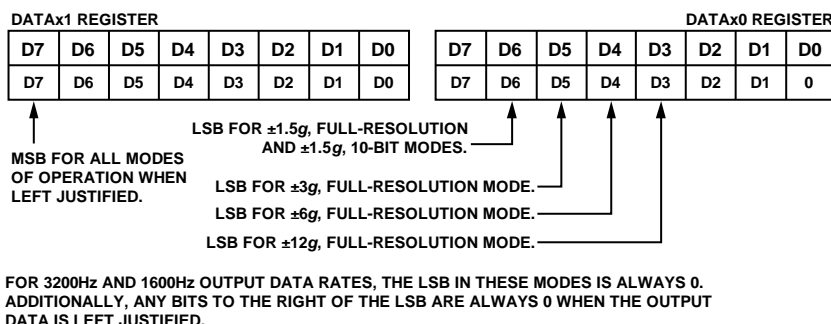 DATAx1 REGISTER
DATAx0 REGISTER
D7 D6 D5 D4 D3 D2 D1 D0
D7 D6 D5 D4 D3 D2 D1 D0
D7 D6 D5 D4 D3 D2 D1 D0
D7 D6 D5 D4 D3 D2 D1 0
MSB FOR ALL MODES
OF OPERATION WHEN
LEFT JUSTIFIED.
LSB FOR ±1.5g, FULL-RESOLUTION
AND ±1.5g, 10-BIT MODES.
LSB FOR ±3g, FULL-RESOLUTION MODE.
LSB FOR ±6g, FULL-RESOLUTION MODE.
LSB FOR ±12g, FULL-RESOLUTION MODE.
FOR 3200Hz AND 1600Hz OUTPUT DATA RATES, THE LSB IN THESE MODES IS ALWAYS 0.
ADDITIONALLY, ANY BITS TO THE RIGHT OF THE LSB ARE ALWAYS 0 WHEN THE OUTPUT
DATA IS LEFT JUSTIFIED.